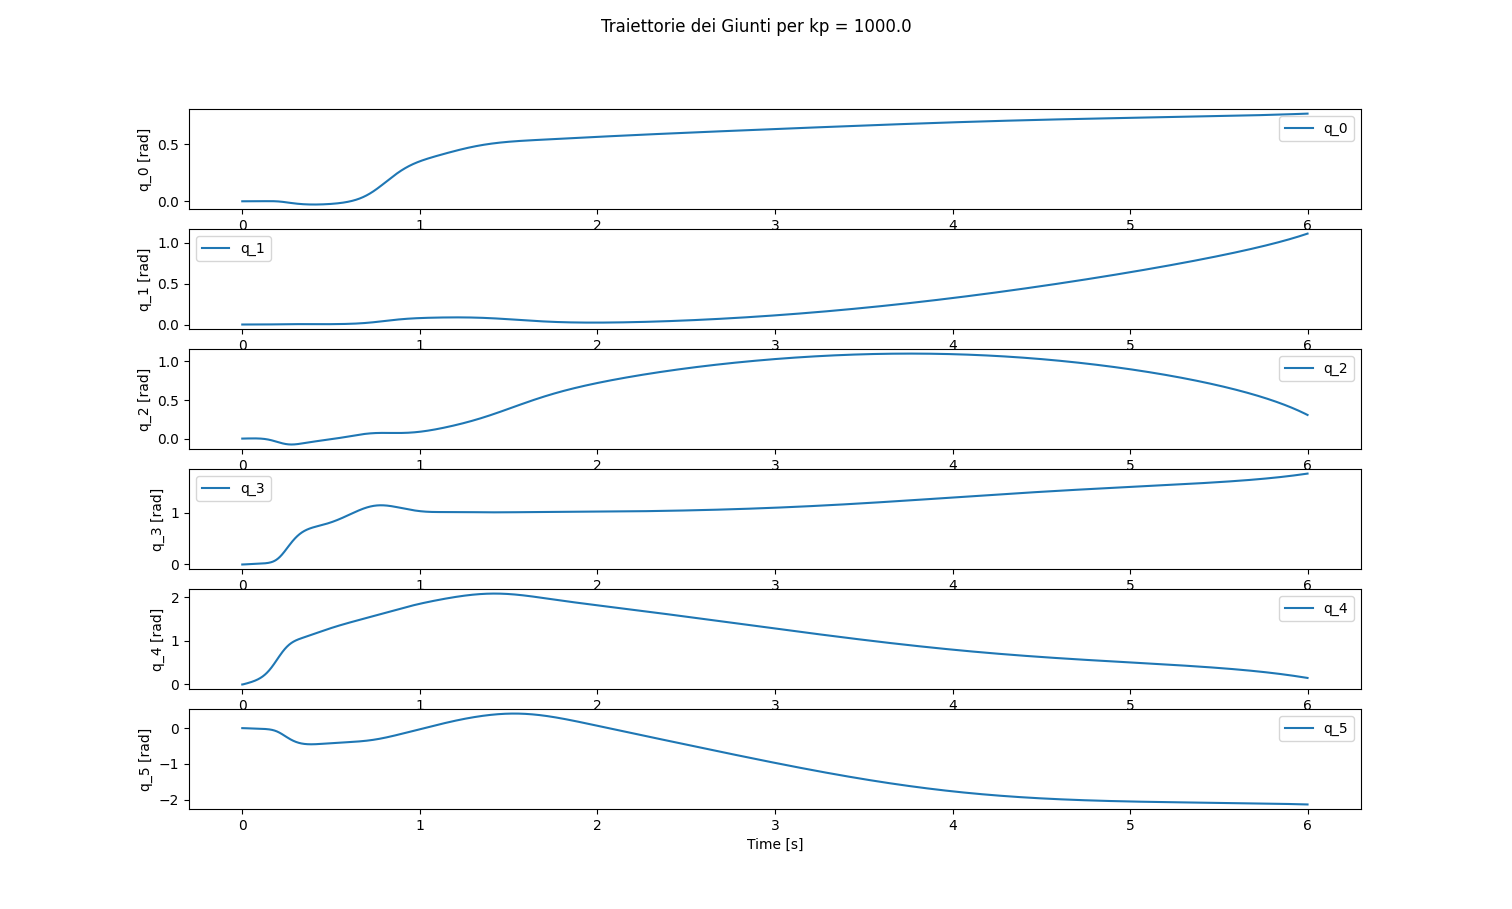 Traiettorie dei Giunti per kp = 1000.0
q_0 [rad]
0.5
0.0
q_0
0 1 2 3 4 5 6
q_1 [rad]
1.0
0.5
0.0
q_1
0 1 2 3 4 5 6
q_2 [rad]
1.0
0.5
0.0
q_2
0 1 2 3 4 5 6
q_3 [rad]
1
0
q_3
0 1 2 3 4 5 6
q_4 [rad]
2
1
0
q_4
0 1 2 3 4 5 6
q_5 [rad]
0
−1
−2
q_5
0 1 2 3 4 5 6
Time [s]